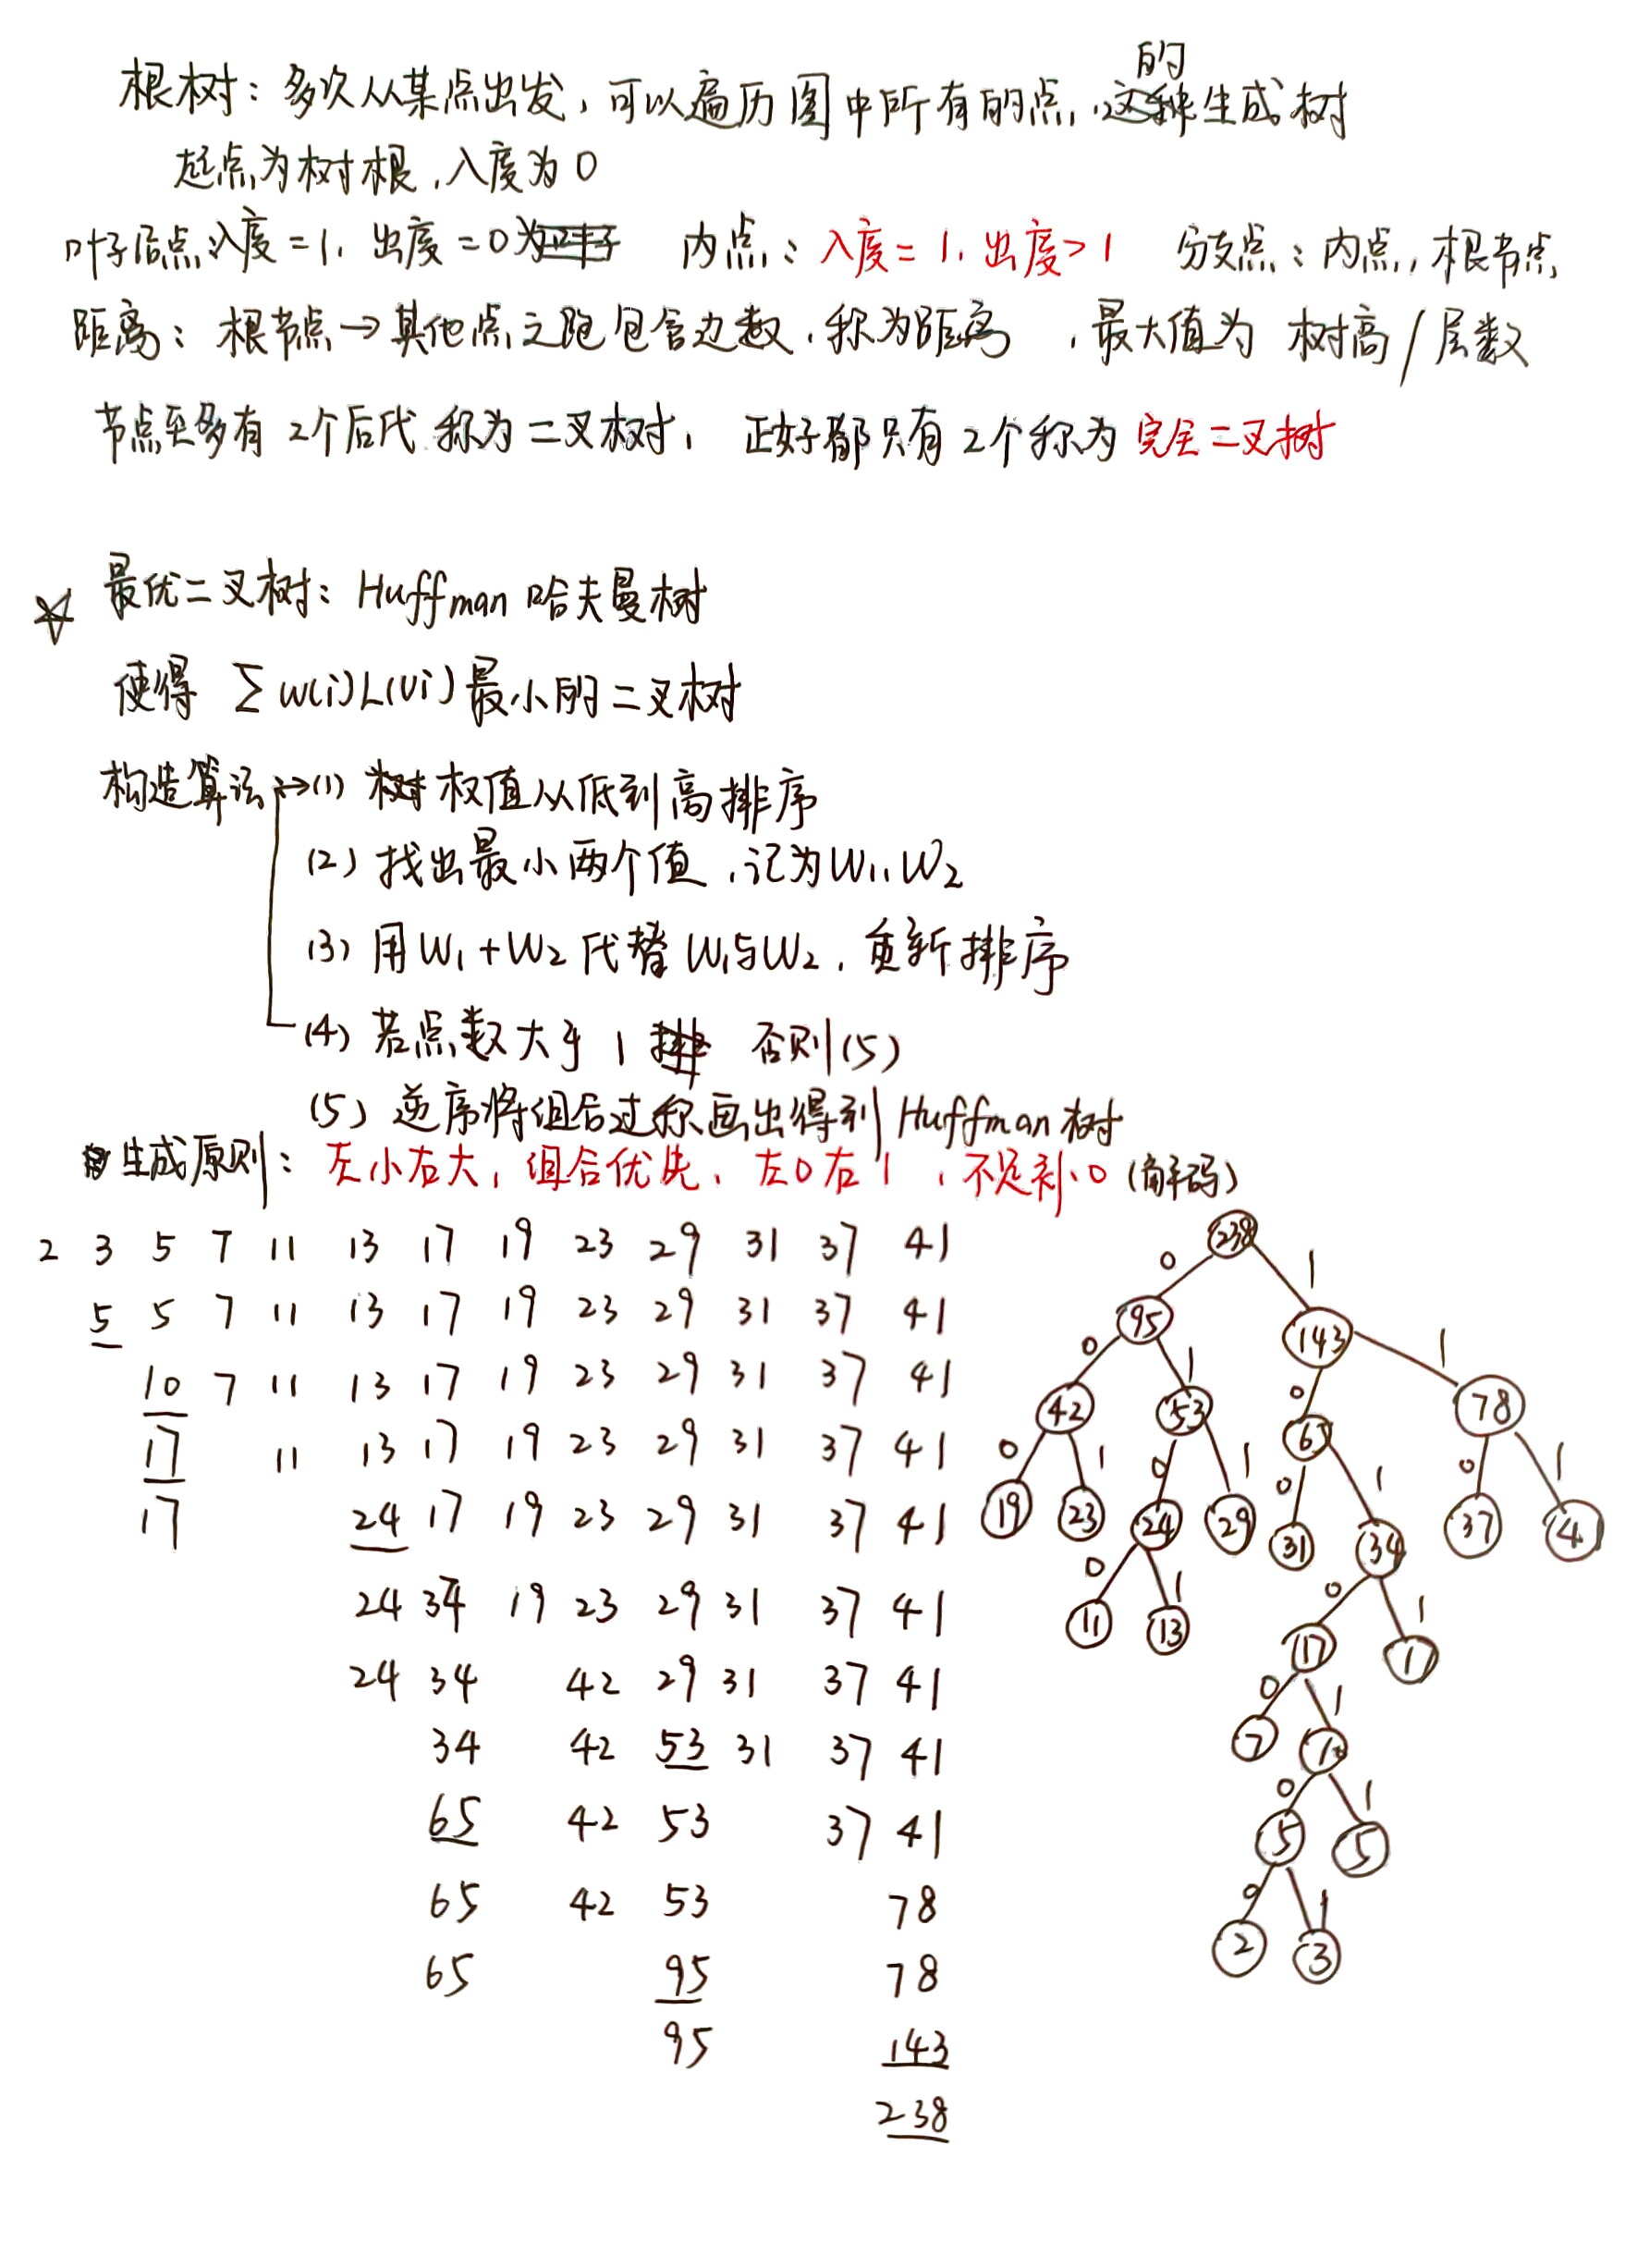 根树：多次从某点出发，可以遍历图中所有的点，的生成树
起点为树根，入度为0
叶子结点入度=1. 出度=0为 内点：入度=1. 出度>1 分支点：内点，根节点
距离：根节点→其他点之跑包含边数，称为距离，最大值为 树高/层数
节点至多有2个后代 称为二叉树， 正好都只有2个称为 完全二叉树
☆ 最优二叉树：Huffman 哈夫曼树
使得 ∑w(i)L(vi)最小的二叉树
构造算法→(1) 权值从低到高排序
(2) 找出最小两个值，记为W1,W2
(3) 用W1+W2代替W1与W2，重新排序
(4) 若点数大于1 否则(5)
(5) 逆序将组合过称画出得到Huffman树
生成原则：左小右大，组合优先，左0右1，不足补0(解码)
2 3 5 7 11 13 17 19 23 29 31 37 41
5 5 7 11 13 17 19 23 29 31 37 41
10 7 11 13 17 19 23 29 31 37 41
17 11 13 17 19 23 29 31 37 41
17 24 17 19 23 29 31 37 41
24 34 19 23 29 31 37 41
24 34 42 29 31 37 41
34 42 53 31 37 41
65 42 53 37 41
65 42 53 78
65 95 78
95 143
238
238
0 1
95 143
0 1 0 1
42 53 65 78
0 1 0 1 0 1 0 1
19 23 24 29 31 34 37 41
0 1 0 1
11 13 17 17
0 1
7 10
0 1
5 5
0 1
2 3